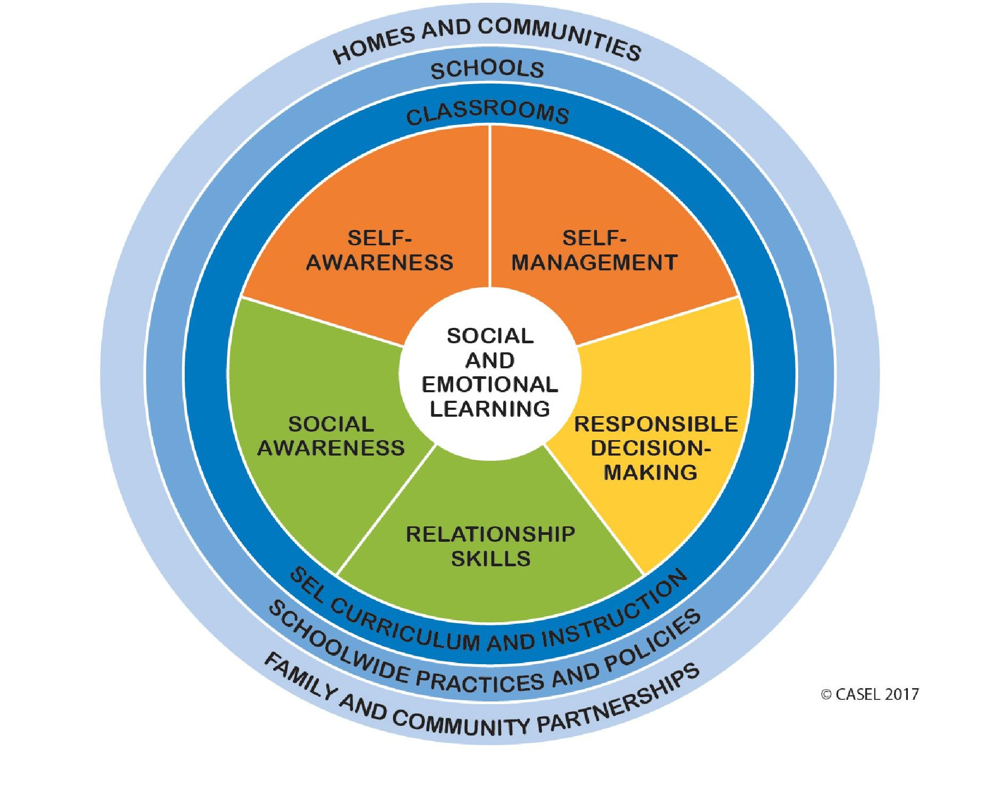 HOMES AND COMMUNITIES
SCHOOLS
CLASSROOMS
SELF-
AWARENESS
SELF-
MANAGEMENT
SOCIAL
AND
EMOTIONAL
LEARNING
SOCIAL
AWARENESS
RESPONSIBLE
DECISION-
MAKING
RELATIONSHIP
SKILLS
SEL CURRICULUM AND INSTRUCTION
SCHOOLWIDE PRACTICES AND POLICIES
FAMILY AND COMMUNITY PARTNERSHIPS
© CASEL 2017